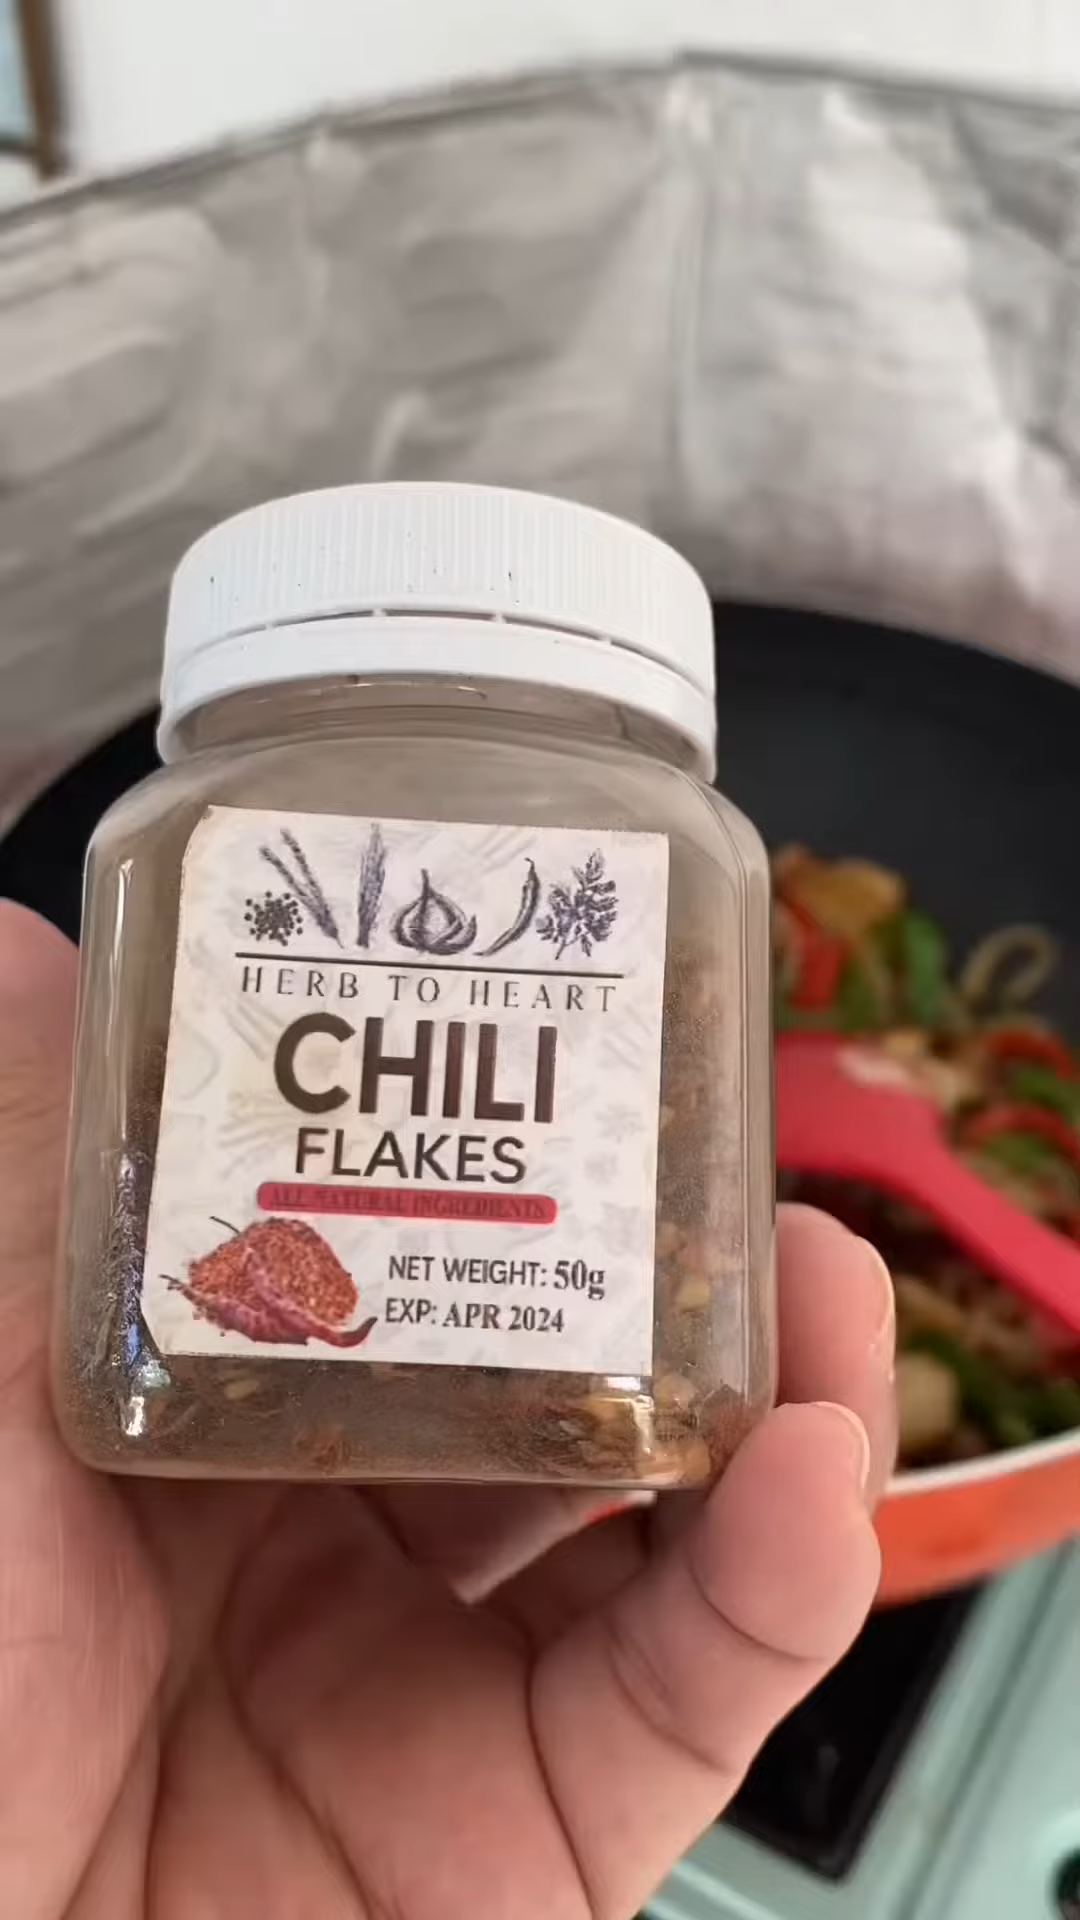 HERB TO HEART
CHILI
FLAKES
ALL NATURAL INGREDIENTS
NET WEIGHT: 50g
EXP: APR 2024